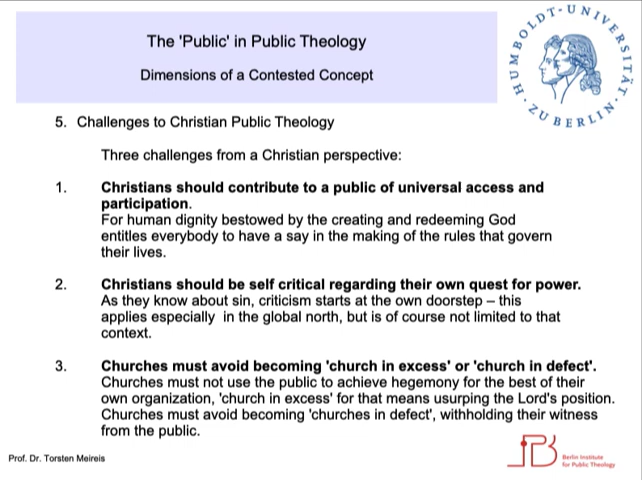 The 'Public' in Public Theology
Dimensions of a Contested Concept
HUMBOLDT-UNIVERSITÄT · ZU BERLIN ·
5. Challenges to Christian Public Theology
Three challenges from a Christian perspective:
1. Christians should contribute to a public of universal access and
participation.
For human dignity bestowed by the creating and redeeming God
entitles everybody to have a say in the making of the rules that govern
their lives.
2. Christians should be self critical regarding their own quest for power.
As they know about sin, criticism starts at the own doorstep – this
applies especially in the global north, but is of course not limited to that
context.
3. Churches must avoid becoming 'church in excess' or 'church in defect'.
Churches must not use the public to achieve hegemony for the best of their
own organization, 'church in excess' for that means usurping the Lord's position.
Churches must avoid becoming 'churches in defect', withholding their witness
from the public.
Prof. Dr. Torsten Meireis
Berlin Institute
for Public Theology